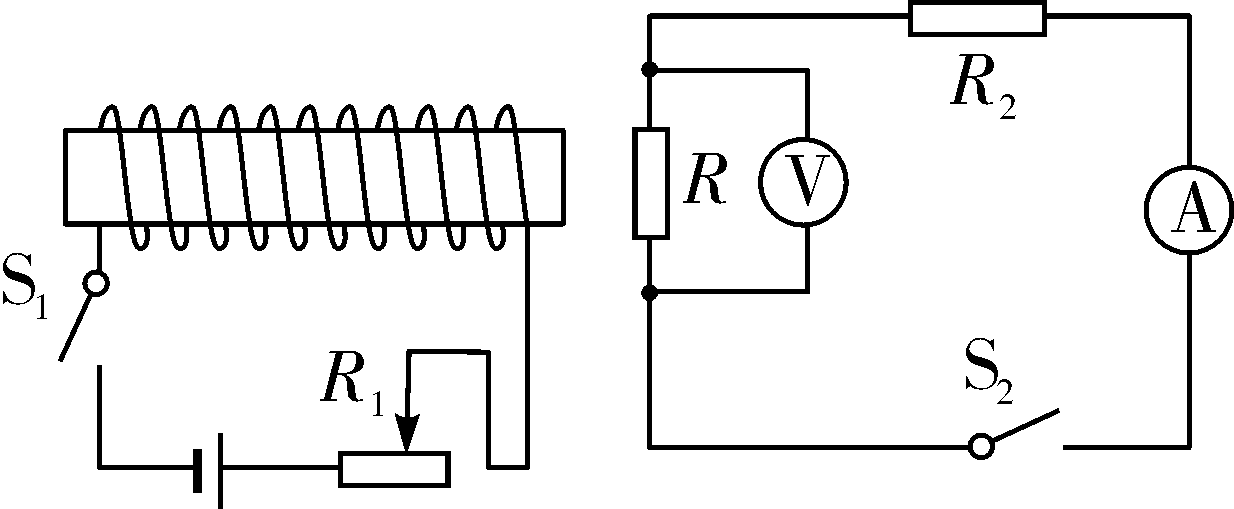 R₂
R
V
A
S₁
R₁
S₂